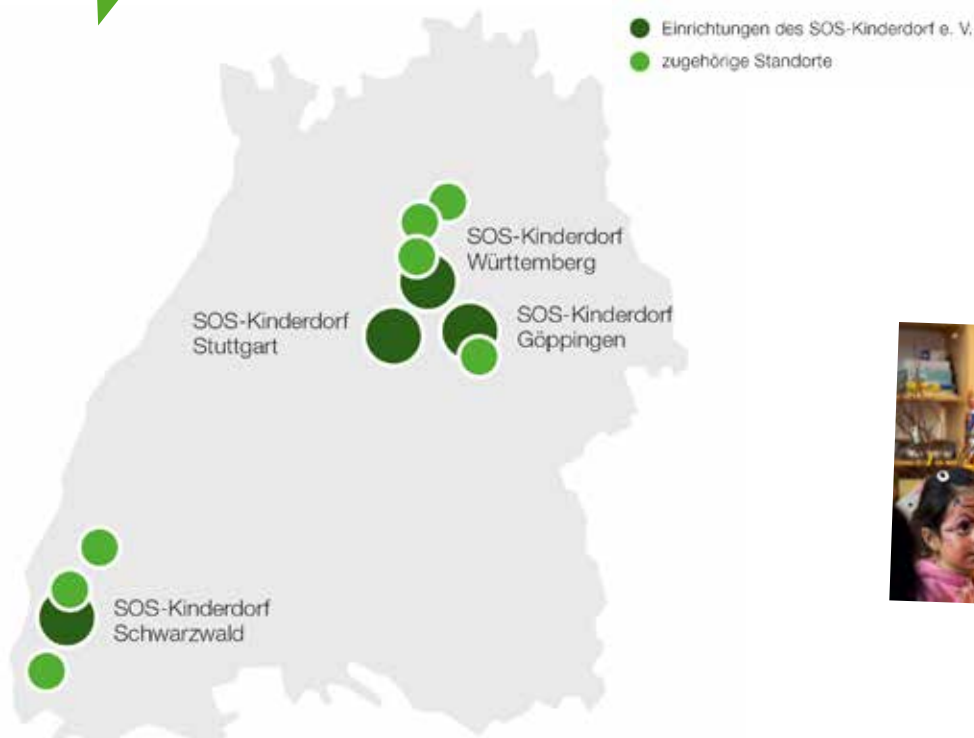 Einrichtungen des SOS-Kinderdorf e. V.
zugehörige Standorte
SOS-Kinderdorf
Württemberg
SOS-Kinderdorf
Stuttgart
SOS-Kinderdorf
Göppingen
SOS-Kinderdorf
Schwarzwald